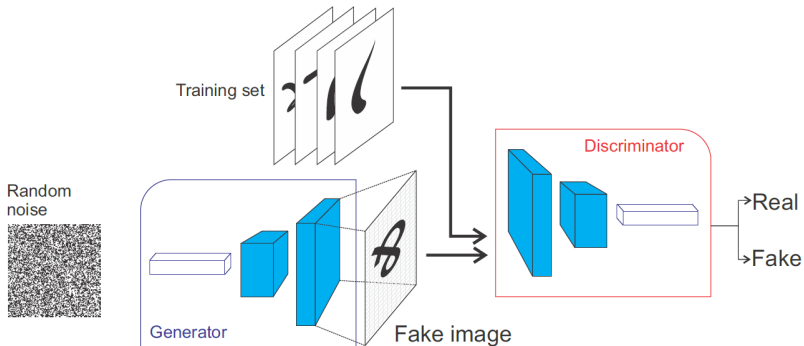 Training set
Discriminator
Random
noise
Real
Fake
Generator
Fake image